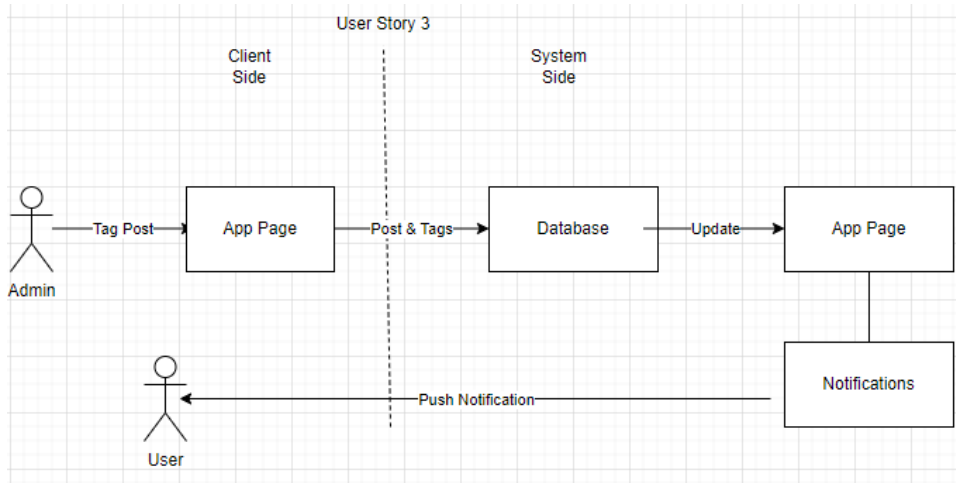 User Story 3
Client
Side
System
Side
Tag Post
App Page
Post & Tags
Database
Update
App Page
Admin
Notifications
Push Notification
User